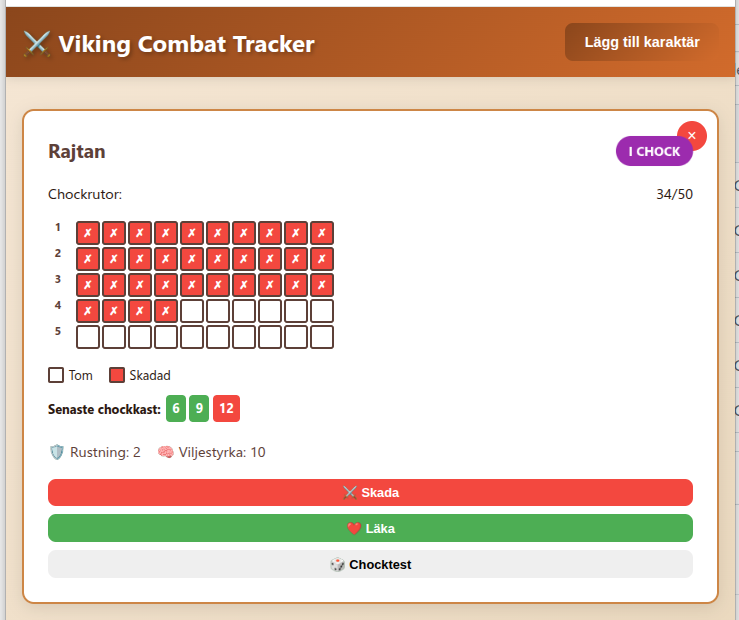 ⚔️ Viking Combat Tracker
Lägg till karaktär
×
Rajtan
I CHOCK
Chockrutor: 34/50
1 ✗ ✗ ✗ ✗ ✗ ✗ ✗ ✗ ✗ ✗
2 ✗ ✗ ✗ ✗ ✗ ✗ ✗ ✗ ✗ ✗
3 ✗ ✗ ✗ ✗ ✗ ✗ ✗ ✗ ✗ ✗
4 ✗ ✗ ✗ ✗
5
Tom Skadad
Senaste chockkast: 6 9 12
🛡️ Rustning: 2 🧠 Viljestyrka: 10
⚔️ Skada
❤️ Läka
🎲 Chocktest